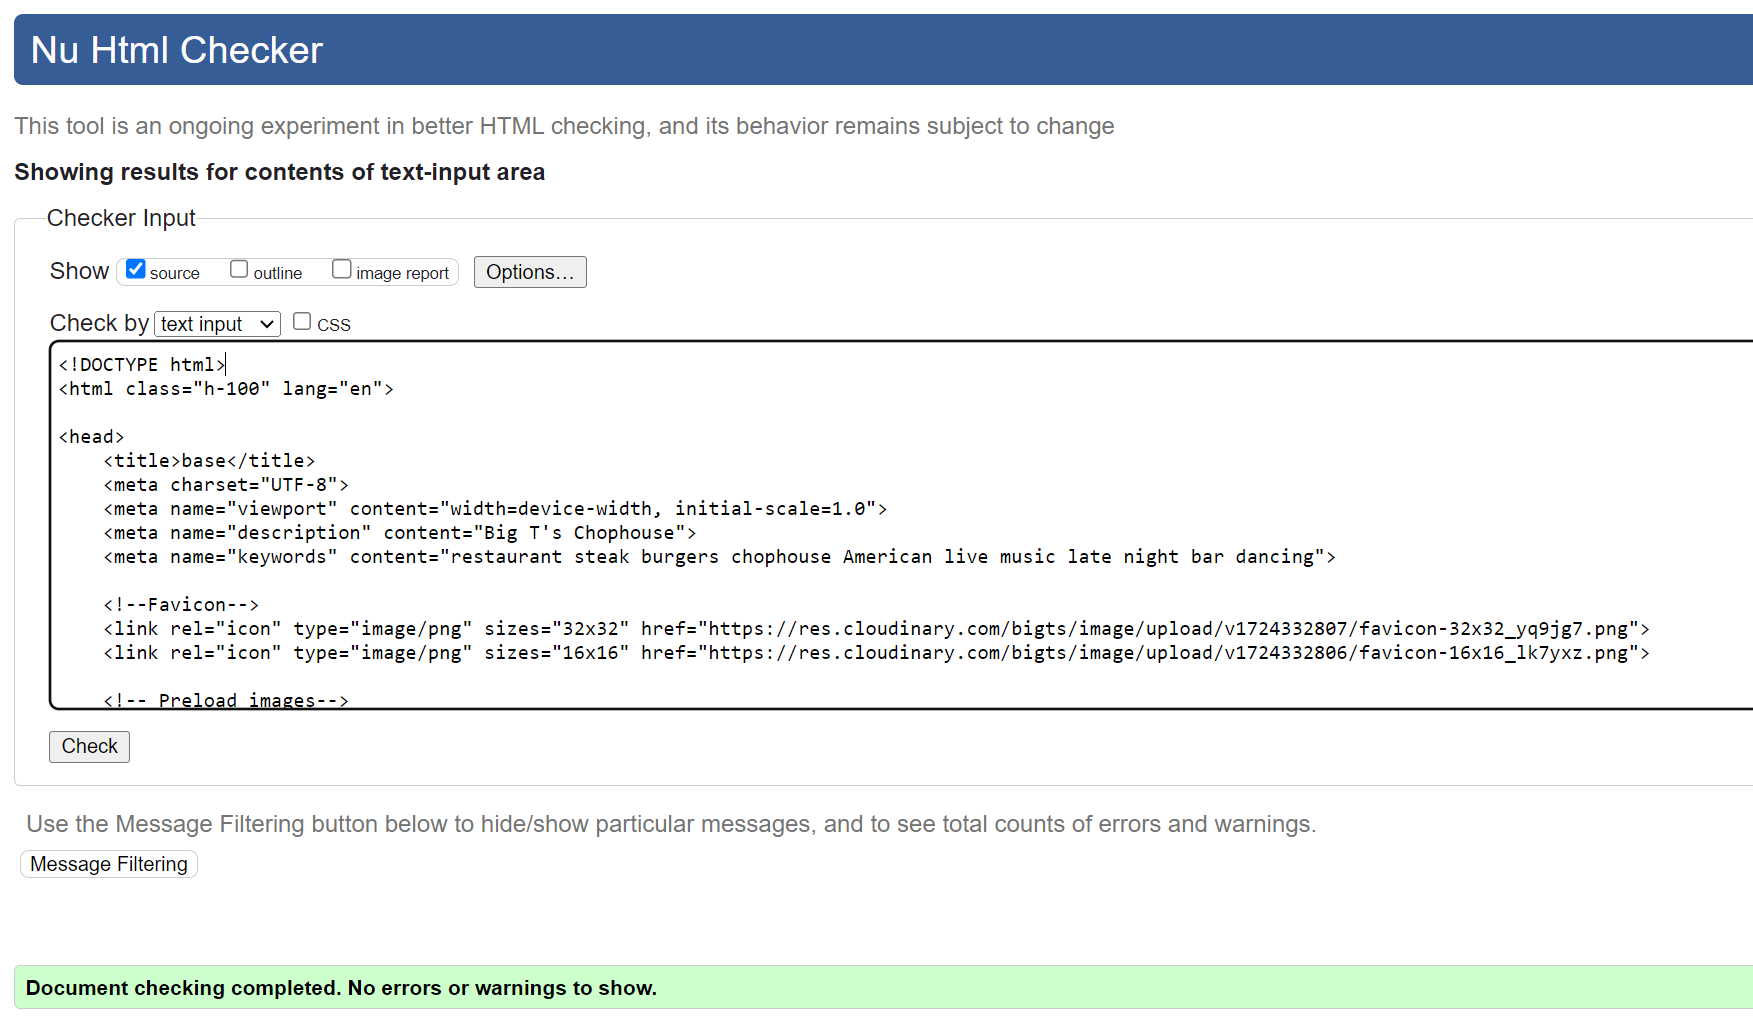 Nu Html Checker
This tool is an ongoing experiment in better HTML checking, and its behavior remains subject to change
Showing results for contents of text-input area
Checker Input
Show source outline image report Options...
Check by text input CSS
<!DOCTYPE html>
<html class="h-100" lang="en">
<head>
<title>base</title>
<meta charset="UTF-8">
<meta name="viewport" content="width=device-width, initial-scale=1.0">
<meta name="description" content="Big T's Chophouse">
<meta name="keywords" content="restaurant steak burgers chophouse American live music late night bar dancing">
<!--Favicon-->
<link rel="icon" type="image/png" sizes="32x32" href="https://res.cloudinary.com/bigts/image/upload/v1724332807/favicon-32x32_yq9jg7.png">
<link rel="icon" type="image/png" sizes="16x16" href="https://res.cloudinary.com/bigts/image/upload/v1724332806/favicon-16x16_lk7yxz.png">
<!-- Preload images-->
Check
Use the Message Filtering button below to hide/show particular messages, and to see total counts of errors and warnings.
Message Filtering
Document checking completed. No errors or warnings to show.